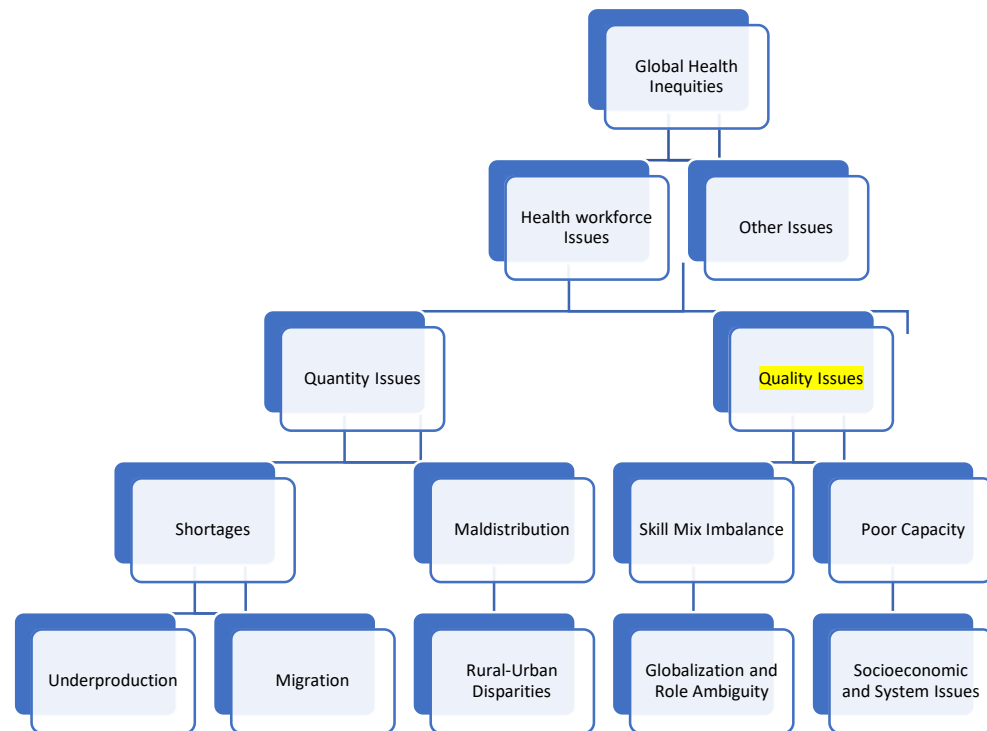 Global Health
Inequities
Health workforce
Issues
Other Issues
Quantity Issues
Quality Issues
Shortages
Maldistribution
Skill Mix Imbalance
Poor Capacity
Underproduction
Migration
Rural-Urban
Disparities
Globalization and
Role Ambiguity
Socioeconomic
and System Issues